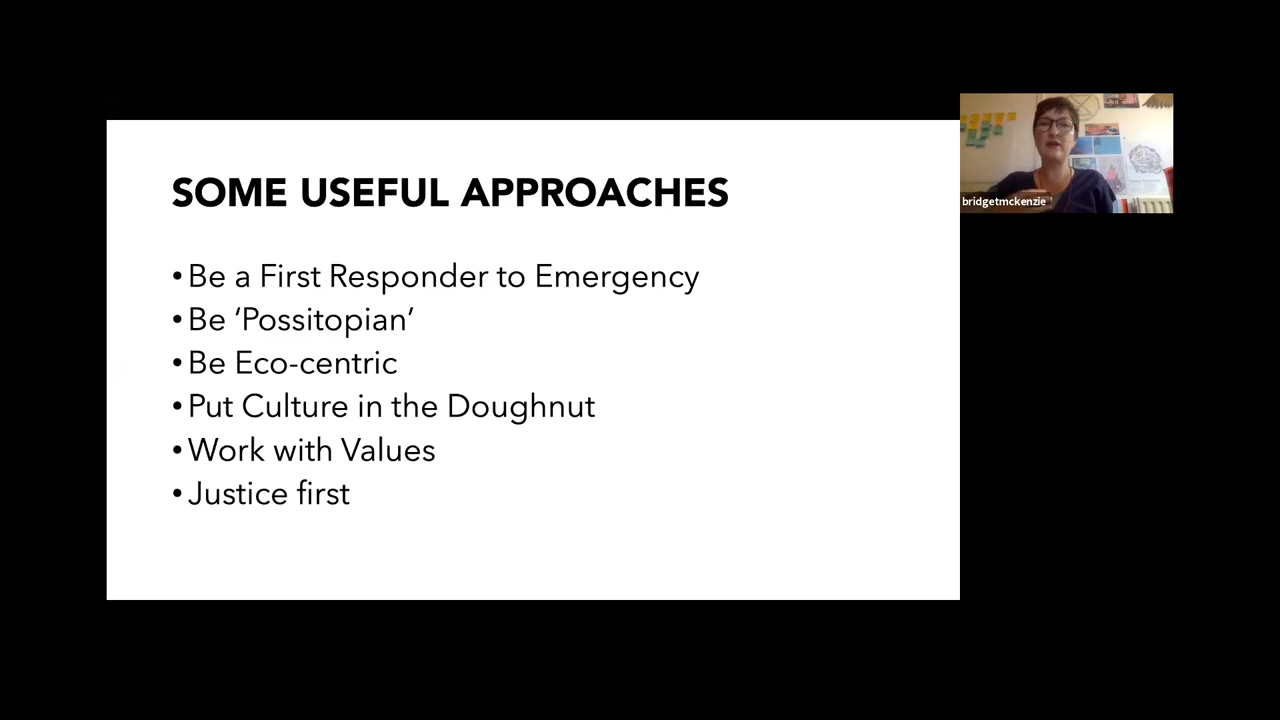 SOME USEFUL APPROACHES
• Be a First Responder to Emergency
• Be ‘Possitopian’
• Be Eco-centric
• Put Culture in the Doughnut
• Work with Values
• Justice first
bridgetmckenzie